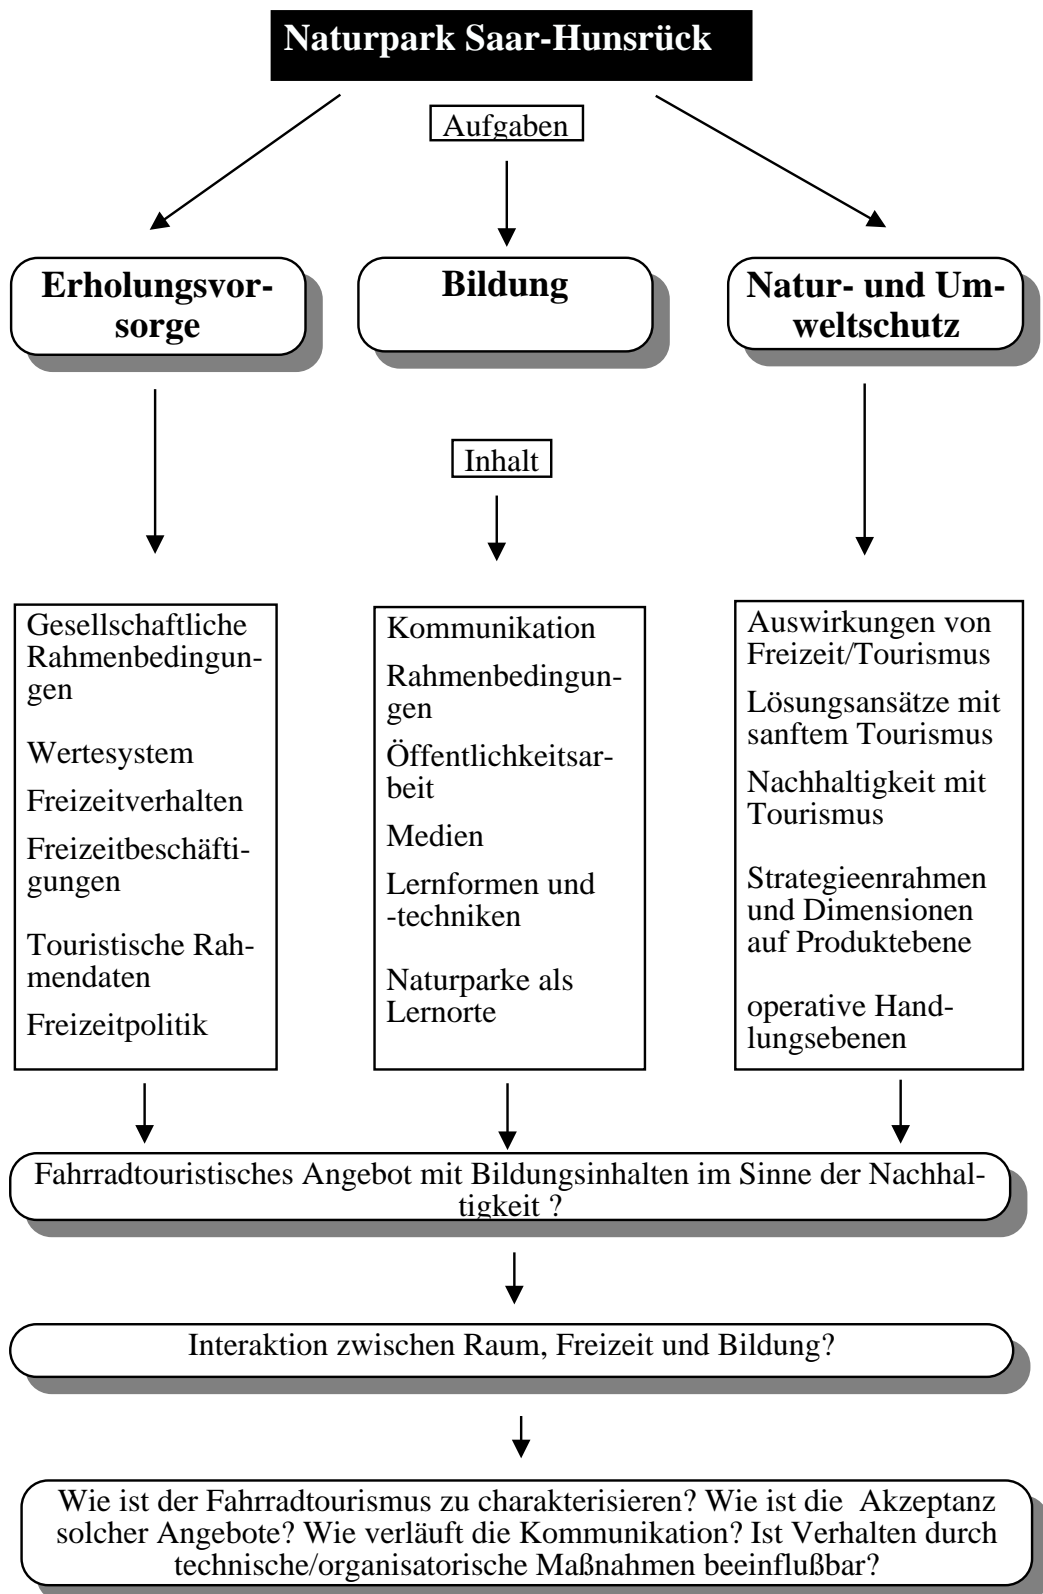 Naturpark Saar-Hunsrück
Aufgaben
Erholungsvor-
sorge
Bildung
Natur- und Um-
weltschutz
Inhalt
Gesellschaftliche
Rahmenbedingun-
gen
Wertesystem
Freizeitverhalten
Freizeitbeschäfti-
gungen
Touristische Rah-
mendaten
Freizeitpolitik
Kommunikation
Rahmenbedingun-
gen
Öffentlichkeitsar-
beit
Medien
Lernformen und
-techniken
Naturparke als
Lernorte
Auswirkungen von
Freizeit/Tourismus
Lösungsansätze mit
sanftem Tourismus
Nachhaltigkeit mit
Tourismus
Strategieenrahmen
und Dimensionen
auf Produktebene
operative Hand-
lungsebenen
Fahrradtouristisches Angebot mit Bildungsinhalten im Sinne der Nachhal-
tigkeit ?
Interaktion zwischen Raum, Freizeit und Bildung?
Wie ist der Fahrradtourismus zu charakterisieren? Wie ist die  Akzeptanz
solcher Angebote? Wie verläuft die Kommunikation? Ist Verhalten durch
technische/organisatorische Maßnahmen beeinflußbar?